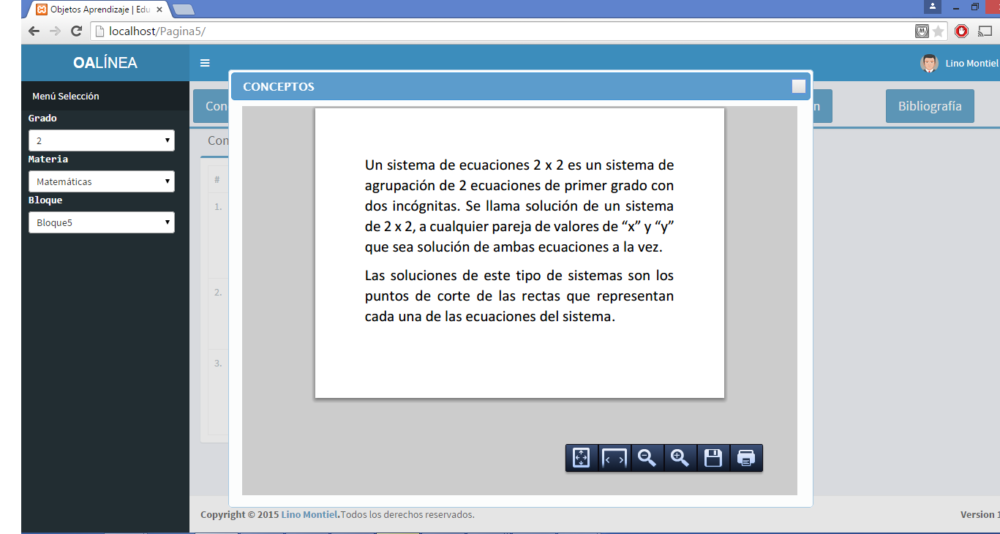 Objetos Aprendizaje | Edu
localhost/Pagina5/
OALÍNEA
Lino Montiel
Menú Selección
Grado
2
Materia
Matemáticas
Bloque
Bloque5
Con
n
Bibliografía
Con
#
1.
2.
3.
CONCEPTOS
Un sistema de ecuaciones 2 x 2 es un sistema de
agrupación de 2 ecuaciones de primer grado con
dos incógnitas. Se llama solución de un sistema
de 2 x 2, a cualquier pareja de valores de “x” y “y”
que sea solución de ambas ecuaciones a la vez.
Las soluciones de este tipo de sistemas son los
puntos de corte de las rectas que representan
cada una de las ecuaciones del sistema.
Copyright © 2015 Lino Montiel.Todos los derechos reservados.
Version 1